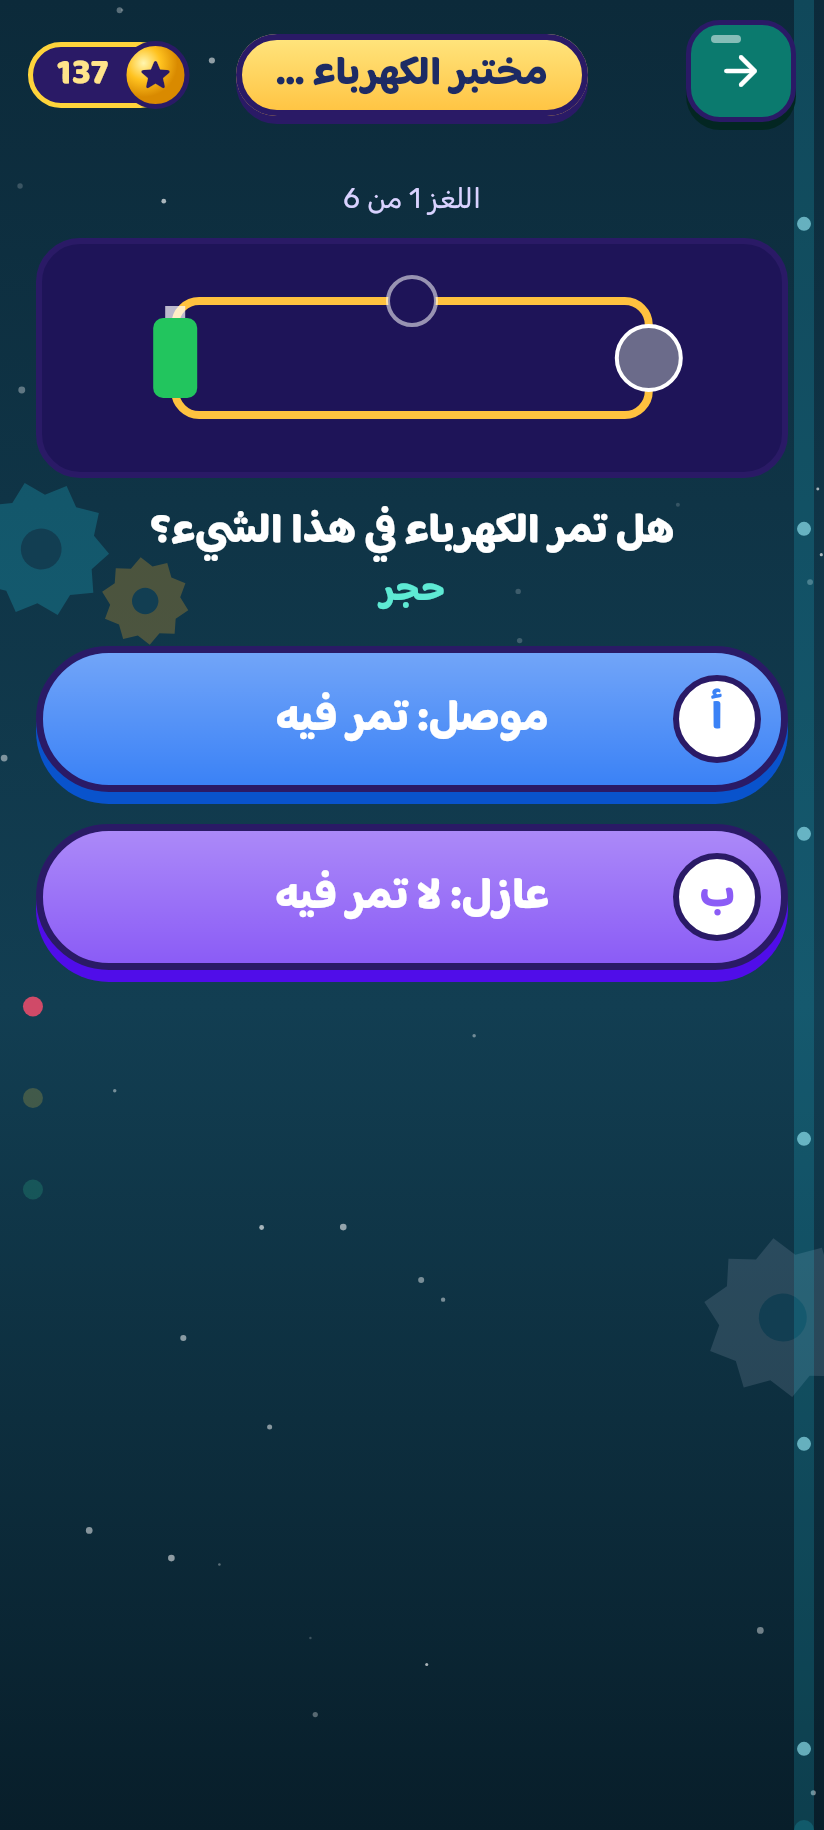 مختبر الكهرباء ...
137
اللغز 1 من 6
هل تمر الكهرباء في هذا الشيء؟
حجر
أ
موصل: تمر فيه
ب
عازل: لا تمر فيه